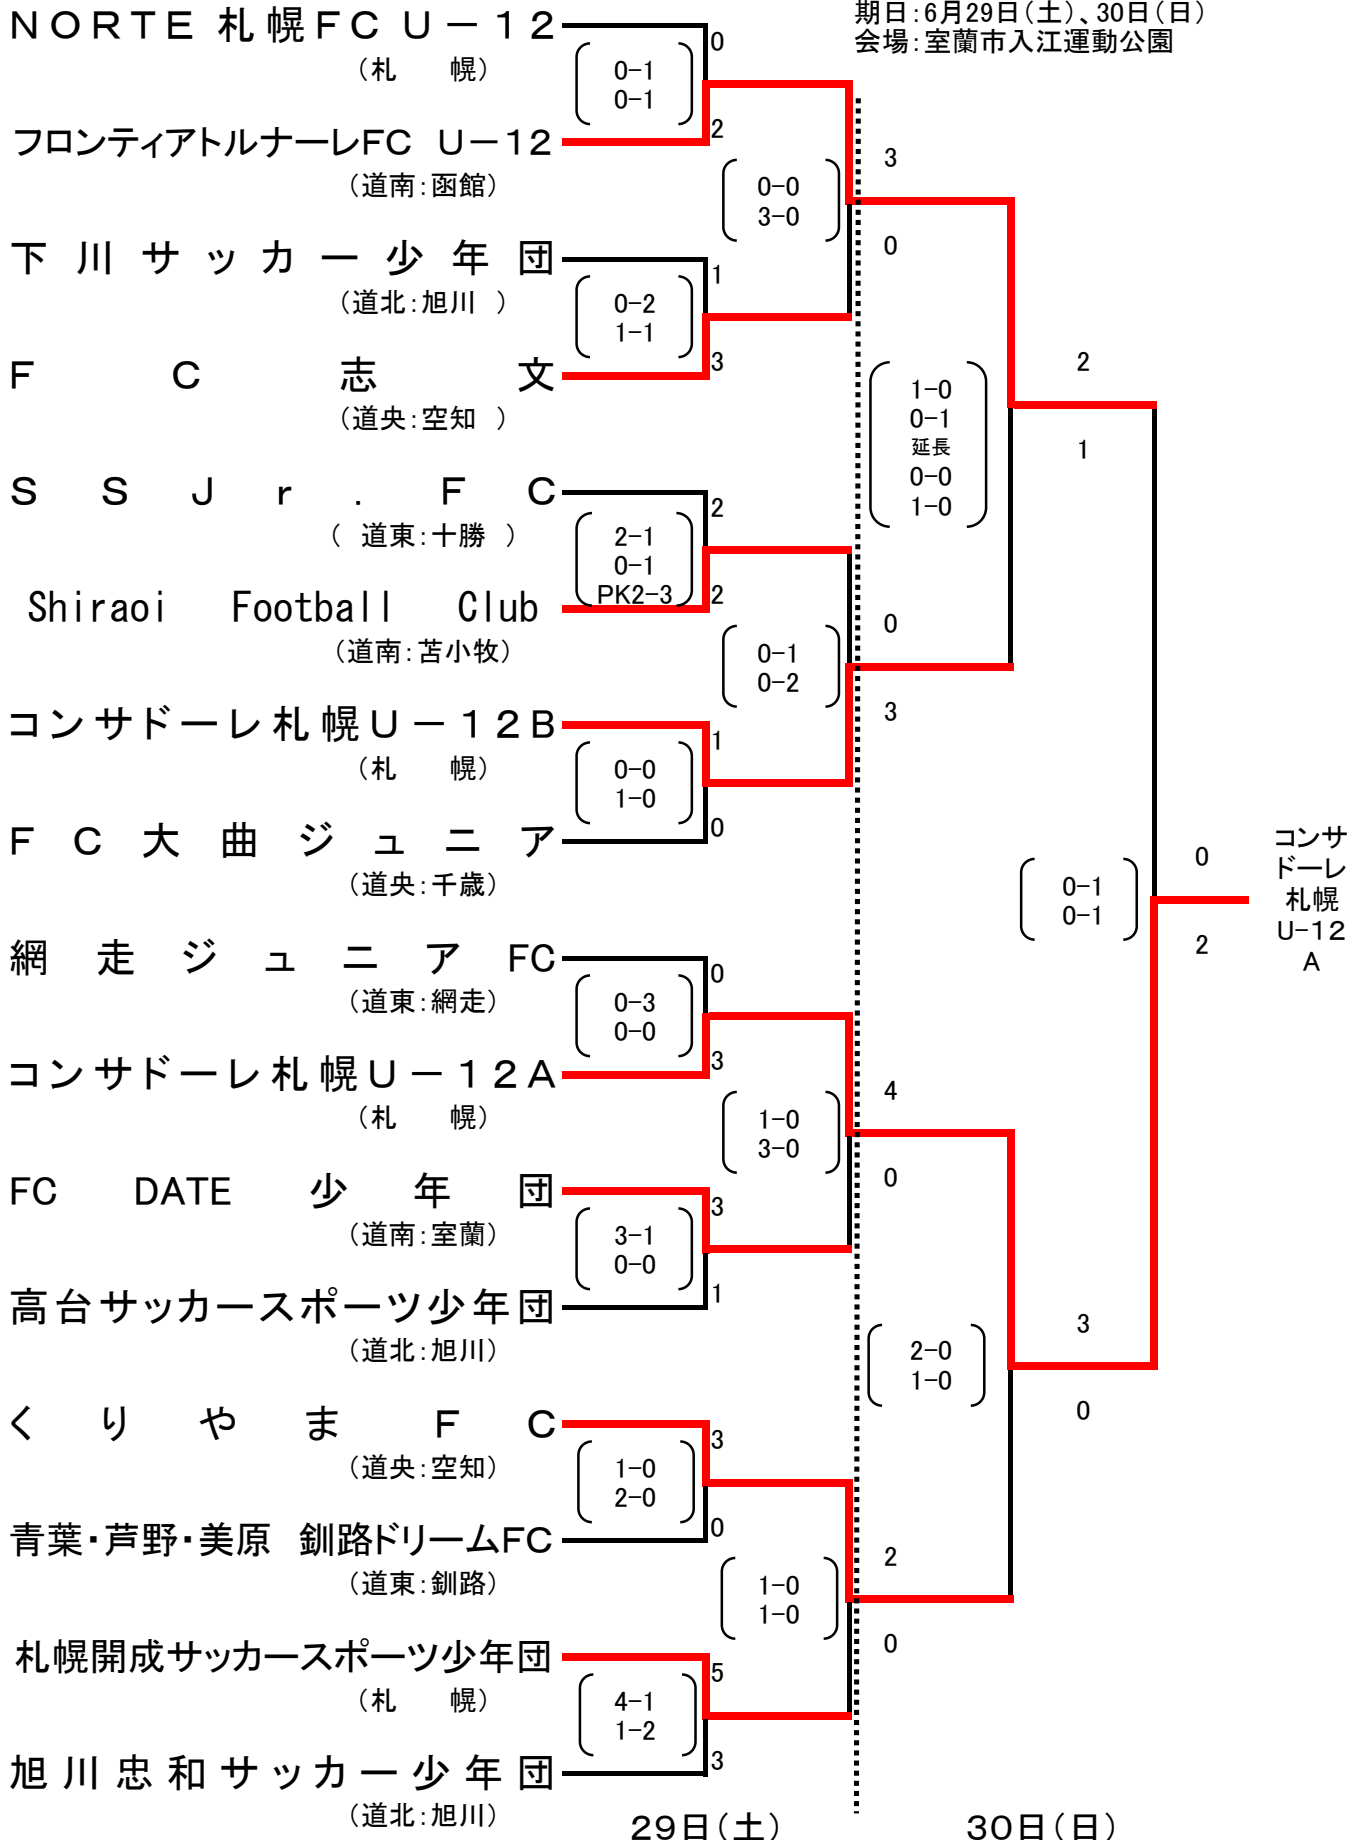 期日：6月29日（土）、30日（日）
会場：室蘭市入江運動公園
ＮＯＲＴＥ 札幌ＦＣ Ｕ－１２
（札　幌）
0
0-1
0-1
2
フロンティアトルナーレFC Ｕ－１２
（道南：函館）
3
0-0
3-0
0
下川サッカー少年団
（道北：旭川 ）
1
0-2
1-1
3
Ｆ Ｃ 志 文
（道央：空知 ）
2
1-0
0-1
延長
0-0
1-0
1
Ｓ Ｓ Ｊ ｒ ． Ｆ Ｃ
（ 道東：十勝 ）
2
2-1
0-1
PK2-3
2
Shiraoi Football Club
（道南：苫小牧）
0
0-1
0-2
3
コンサドーレ札幌Ｕ－１２Ｂ
（札　幌）
1
0-0
1-0
0
Ｆ Ｃ 大 曲 ジ ュ ニ ア
（道央：千歳）
0
0-1
0-1
2
コンサ
ドーレ
札幌
U-12
A
網 走 ジ ュ ニ ア FC
（道東：網走）
0
0-3
0-0
3
コンサドーレ札幌Ｕ－１２Ａ
（札　幌）
4
1-0
3-0
0
FC DATE 少 年 団
（道南：室蘭）
3
3-1
0-0
1
高台サッカースポーツ少年団
（道北：旭川）
3
2-0
1-0
0
く り や ま Ｆ Ｃ
（道央：空知）
3
1-0
2-0
0
青葉・芦野・美原 釧路ドリームFC
（道東：釧路）
2
1-0
1-0
0
札幌開成サッカースポーツ少年団
（札　幌）
5
4-1
1-2
3
旭川忠和サッカー少年団
（道北：旭川）
29日（土）
30日（日）